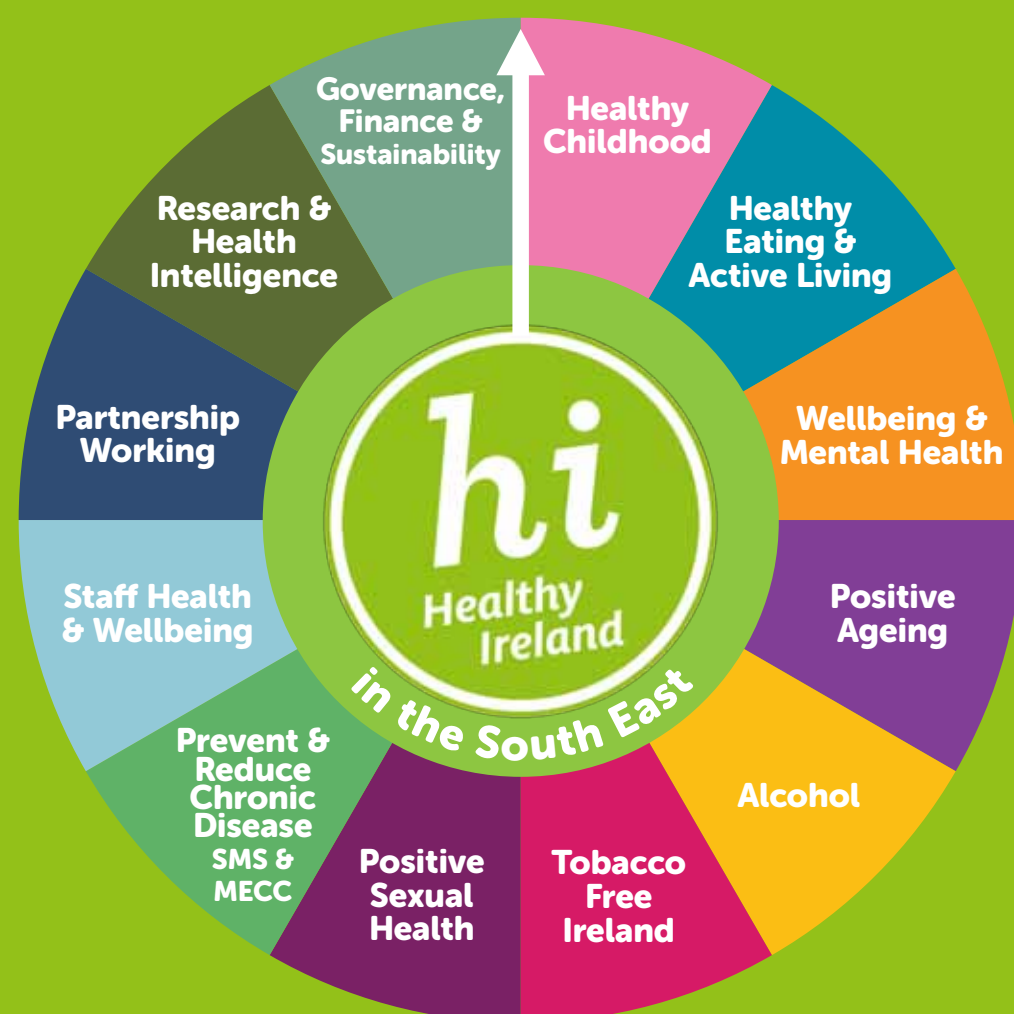 Governance,
Finance &
Sustainability
Healthy
Childhood
Healthy
Eating &
Active Living
Wellbeing &
Mental Health
Positive
Ageing
Alcohol
Tobacco
Free
Ireland
Positive
Sexual
Health
Prevent &
Reduce
Chronic
Disease
SMS &
MECC
Staff Health
& Wellbeing
Partnership
Working
Research &
Health
Intelligence
hi
Healthy
Ireland
in the South East